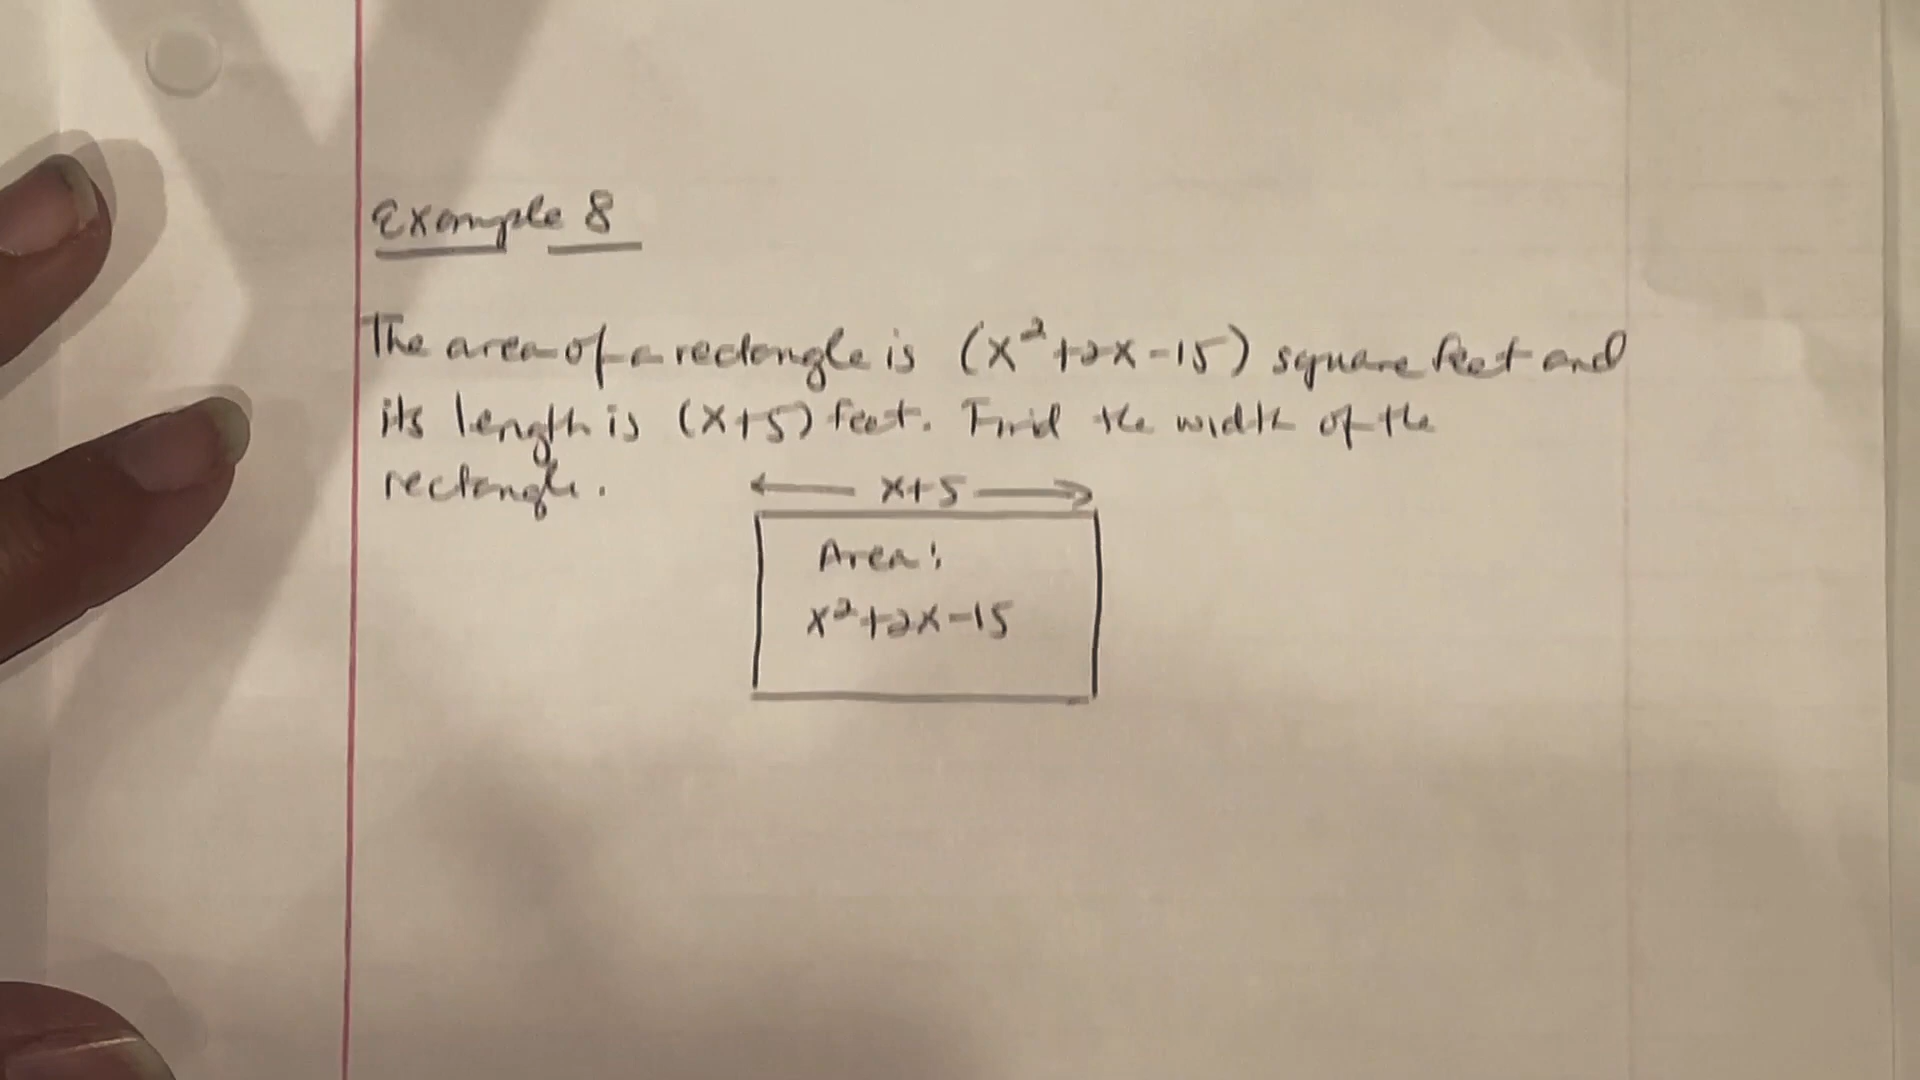 Example 8
The area of a rectangle is (x²+2x-15) square feet and
its length is (x+5) feet. Find the width of the
rectangle.
x+5
Area:
x²+2x-15